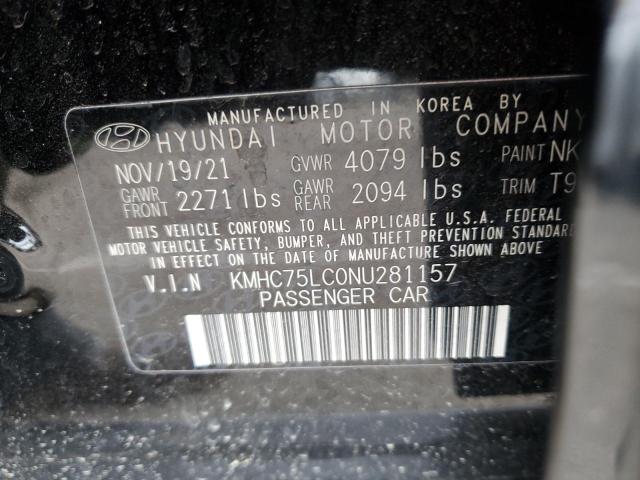 MANUFACTURED IN KOREA BY
HYUNDAI MOTOR COMPANY
NOV/19/21 GVWR 4079 lbs PAINT NK
GAWR FRONT 2271 lbs GAWR REAR 2094 lbs TRIM T9
THIS VEHICLE CONFORMS TO ALL APPLICABLE U.S.A. FEDERAL
MOTOR VEHICLE SAFETY, BUMPER, AND THEFT PREVENTION STANDARD
IN EFFECT ON THE DATE OF MANUFACTURE SHOWN ABOVE.
V.I.N KMHC75LC0NU281157
PASSENGER CAR